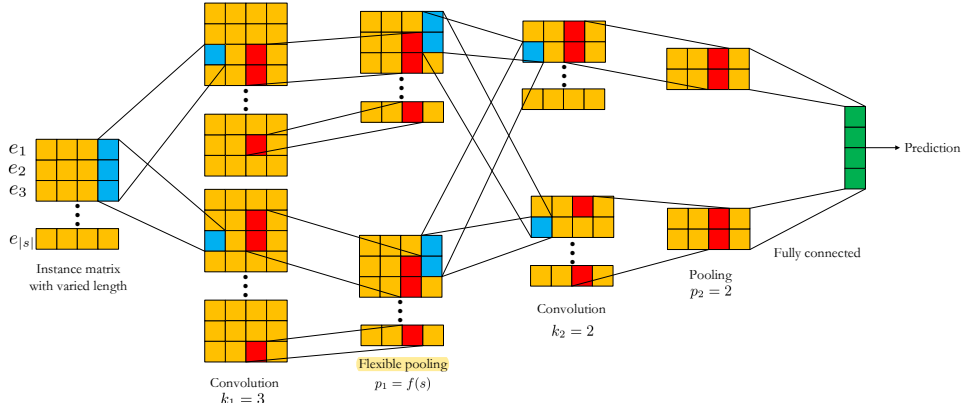 e₁
e₂
e₃
e|s|
Instance matrix
with varied length
Convolution
k₁ = 3
Flexible pooling
p₁ = f(s)
Convolution
k₂ = 2
Pooling
p₂ = 2
Fully connected
Prediction